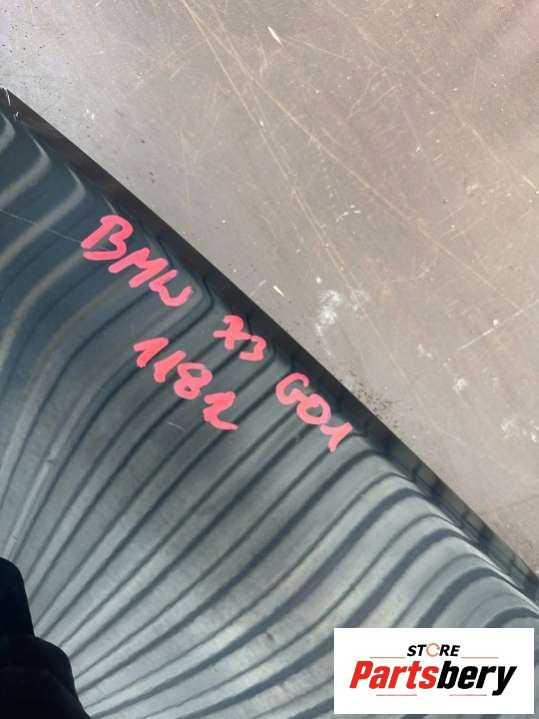 BMW X3 G01
1182
STORE
Partsbery